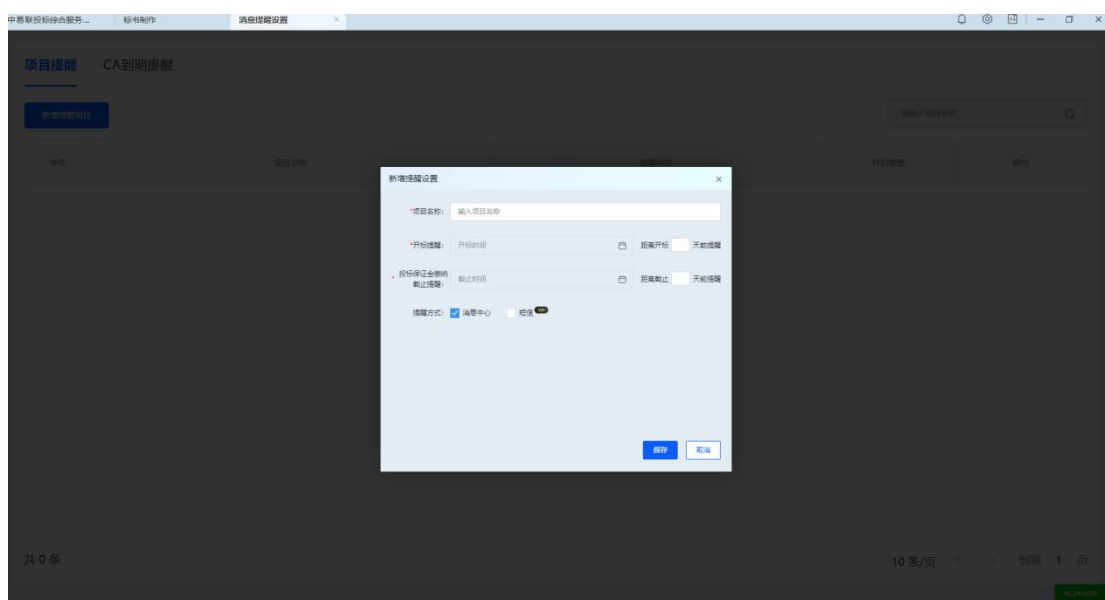 中易联投标综合服务... 标书制作 消息提醒设置
项目提醒 CA到期提醒
新增提醒项目 请输入项目名称
序号 项目名称 开标提醒 操作
新增提醒设置
*项目名称: 输入项目名称
*开标提醒: 开标时间 距离开标 天前提醒
* 投标保证金缴纳
截止提醒: 截止时间 距离截止 天前提醒
提醒方式: 消息中心 短信 VIP
保存 取消
共 0 条 10 条/页 到第 1 页
vConsole